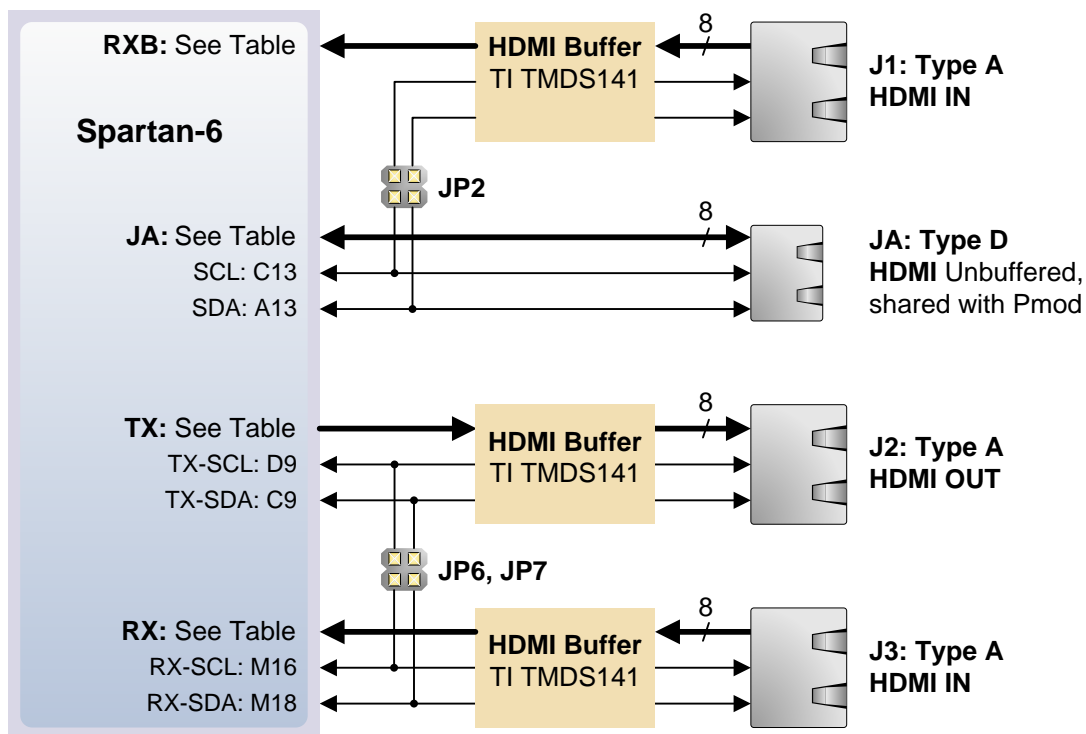 RXB: See Table
HDMI Buffer
TI TMDS141
8
J1: Type A
HDMI IN
Spartan-6
JP2
JA: See Table
SCL: C13
SDA: A13
8
JA: Type D
HDMI Unbuffered,
shared with Pmod
TX: See Table
TX-SCL: D9
TX-SDA: C9
HDMI Buffer
TI TMDS141
8
J2: Type A
HDMI OUT
JP6, JP7
RX: See Table
RX-SCL: M16
RX-SDA: M18
HDMI Buffer
TI TMDS141
8
J3: Type A
HDMI IN